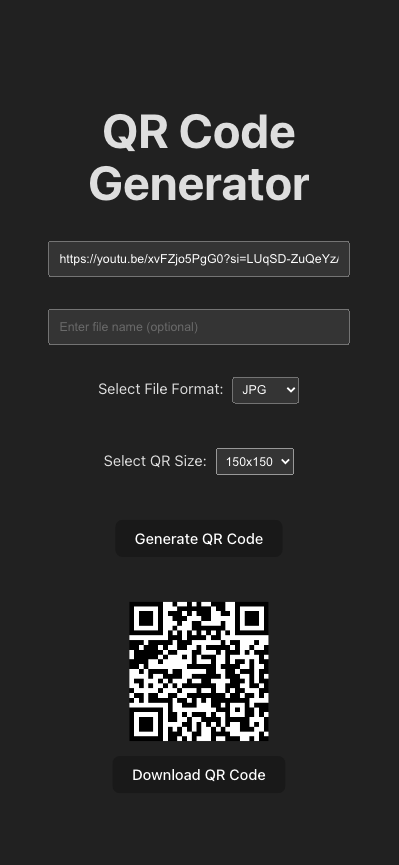 QR Code
Generator
https://youtu.be/xvFZjo5PgG0?si=LUqSD-ZuQeYz
Enter file name (optional)
Select File Format: JPG
Select QR Size: 150x150
Generate QR Code
Download QR Code